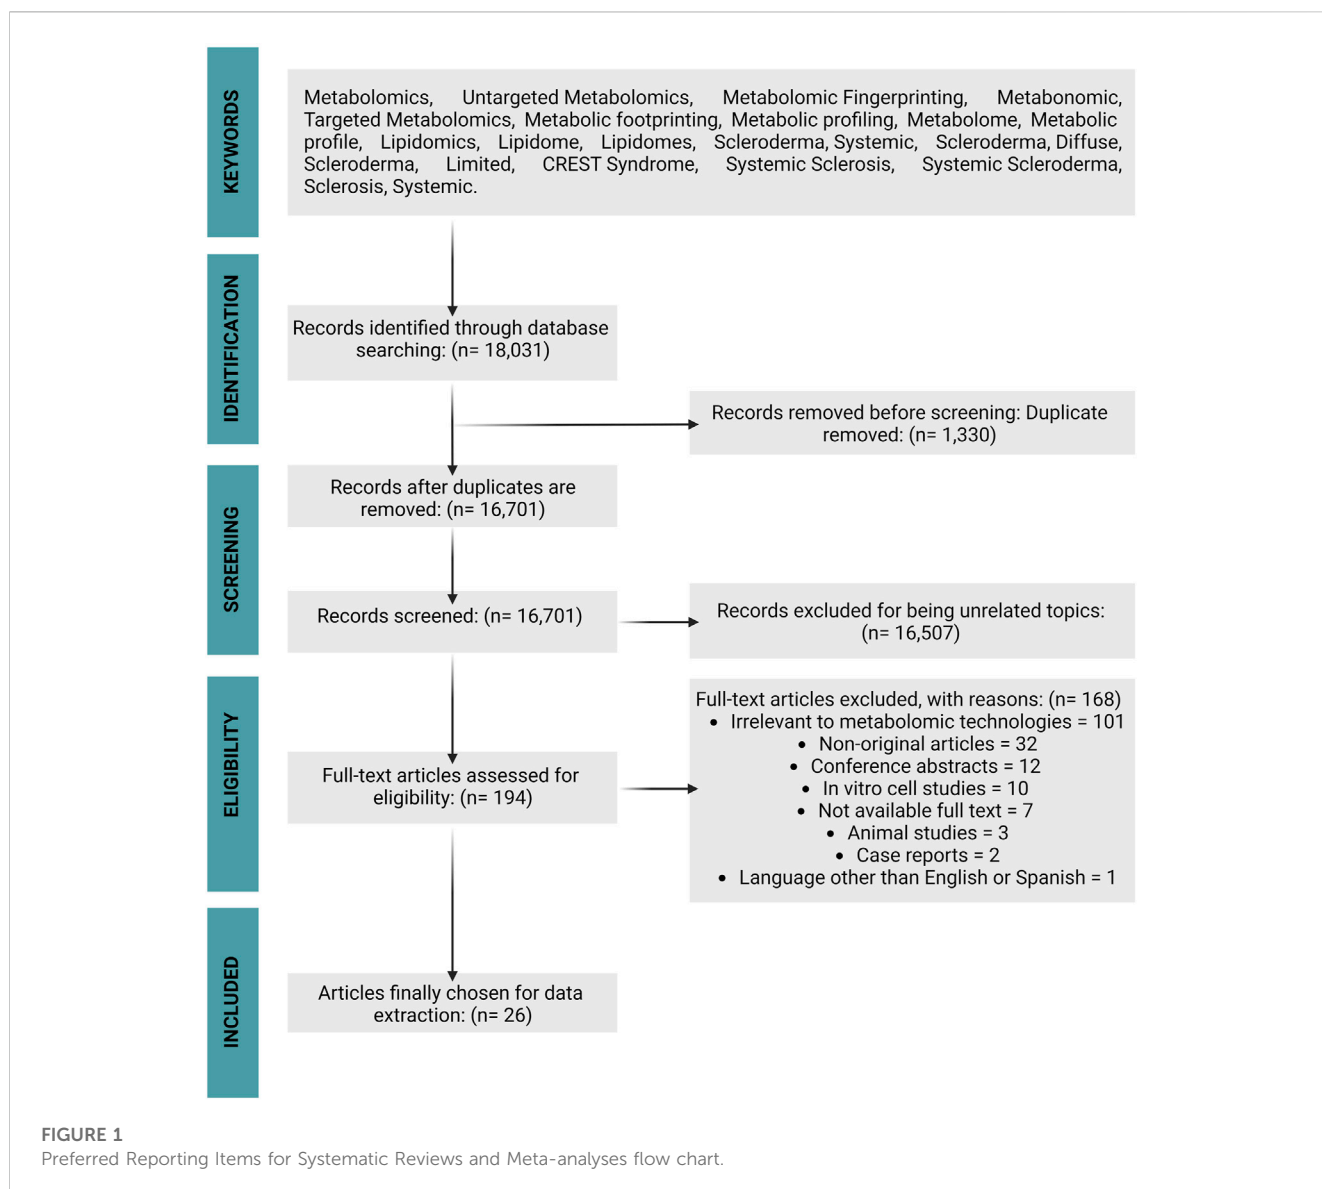 KEYWORDS
Metabolomics, Untargeted Metabolomics, Metabolomic Fingerprinting, Metabonomic,
Targeted Metabolomics, Metabolic footprinting, Metabolic profiling, Metabolome, Metabolic
profile, Lipidomics, Lipidome, Lipidomes, Scleroderma, Systemic, Scleroderma, Diffuse,
Scleroderma, Limited, CREST Syndrome, Systemic Sclerosis, Systemic Scleroderma,
Sclerosis, Systemic.
IDENTIFICATION
Records identified through database
searching: (n= 18,031)
Records removed before screening: Duplicate
removed: (n= 1,330)
SCREENING
Records after duplicates are
removed: (n= 16,701)
Records screened: (n= 16,701)
Records excluded for being unrelated topics:
(n= 16,507)
ELIGIBILITY
Full-text articles assessed for
eligibility: (n= 194)
Full-text articles excluded, with reasons: (n= 168)
• Irrelevant to metabolomic technologies = 101
• Non-original articles = 32
• Conference abstracts = 12
• In vitro cell studies = 10
• Not available full text = 7
• Animal studies = 3
• Case reports = 2
• Language other than English or Spanish = 1
INCLUDED
Articles finally chosen for data
extraction: (n= 26)
FIGURE 1
Preferred Reporting Items for Systematic Reviews and Meta-analyses flow chart.